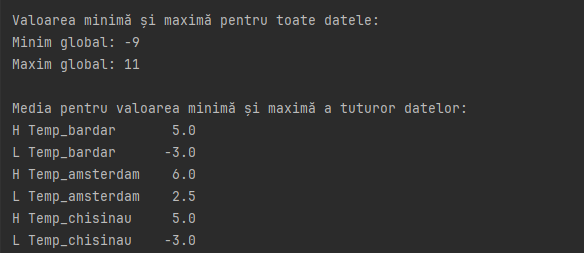 Valoarea minimă și maximă pentru toate datele:
Minim global: -9
Maxim global: 11
Media pentru valoarea minimă și maximă a tuturor datelor:
H Temp_bardar       5.0
L Temp_bardar      -3.0
H Temp_amsterdam    6.0
L Temp_amsterdam    2.5
H Temp_chisinau     5.0
L Temp_chisinau    -3.0